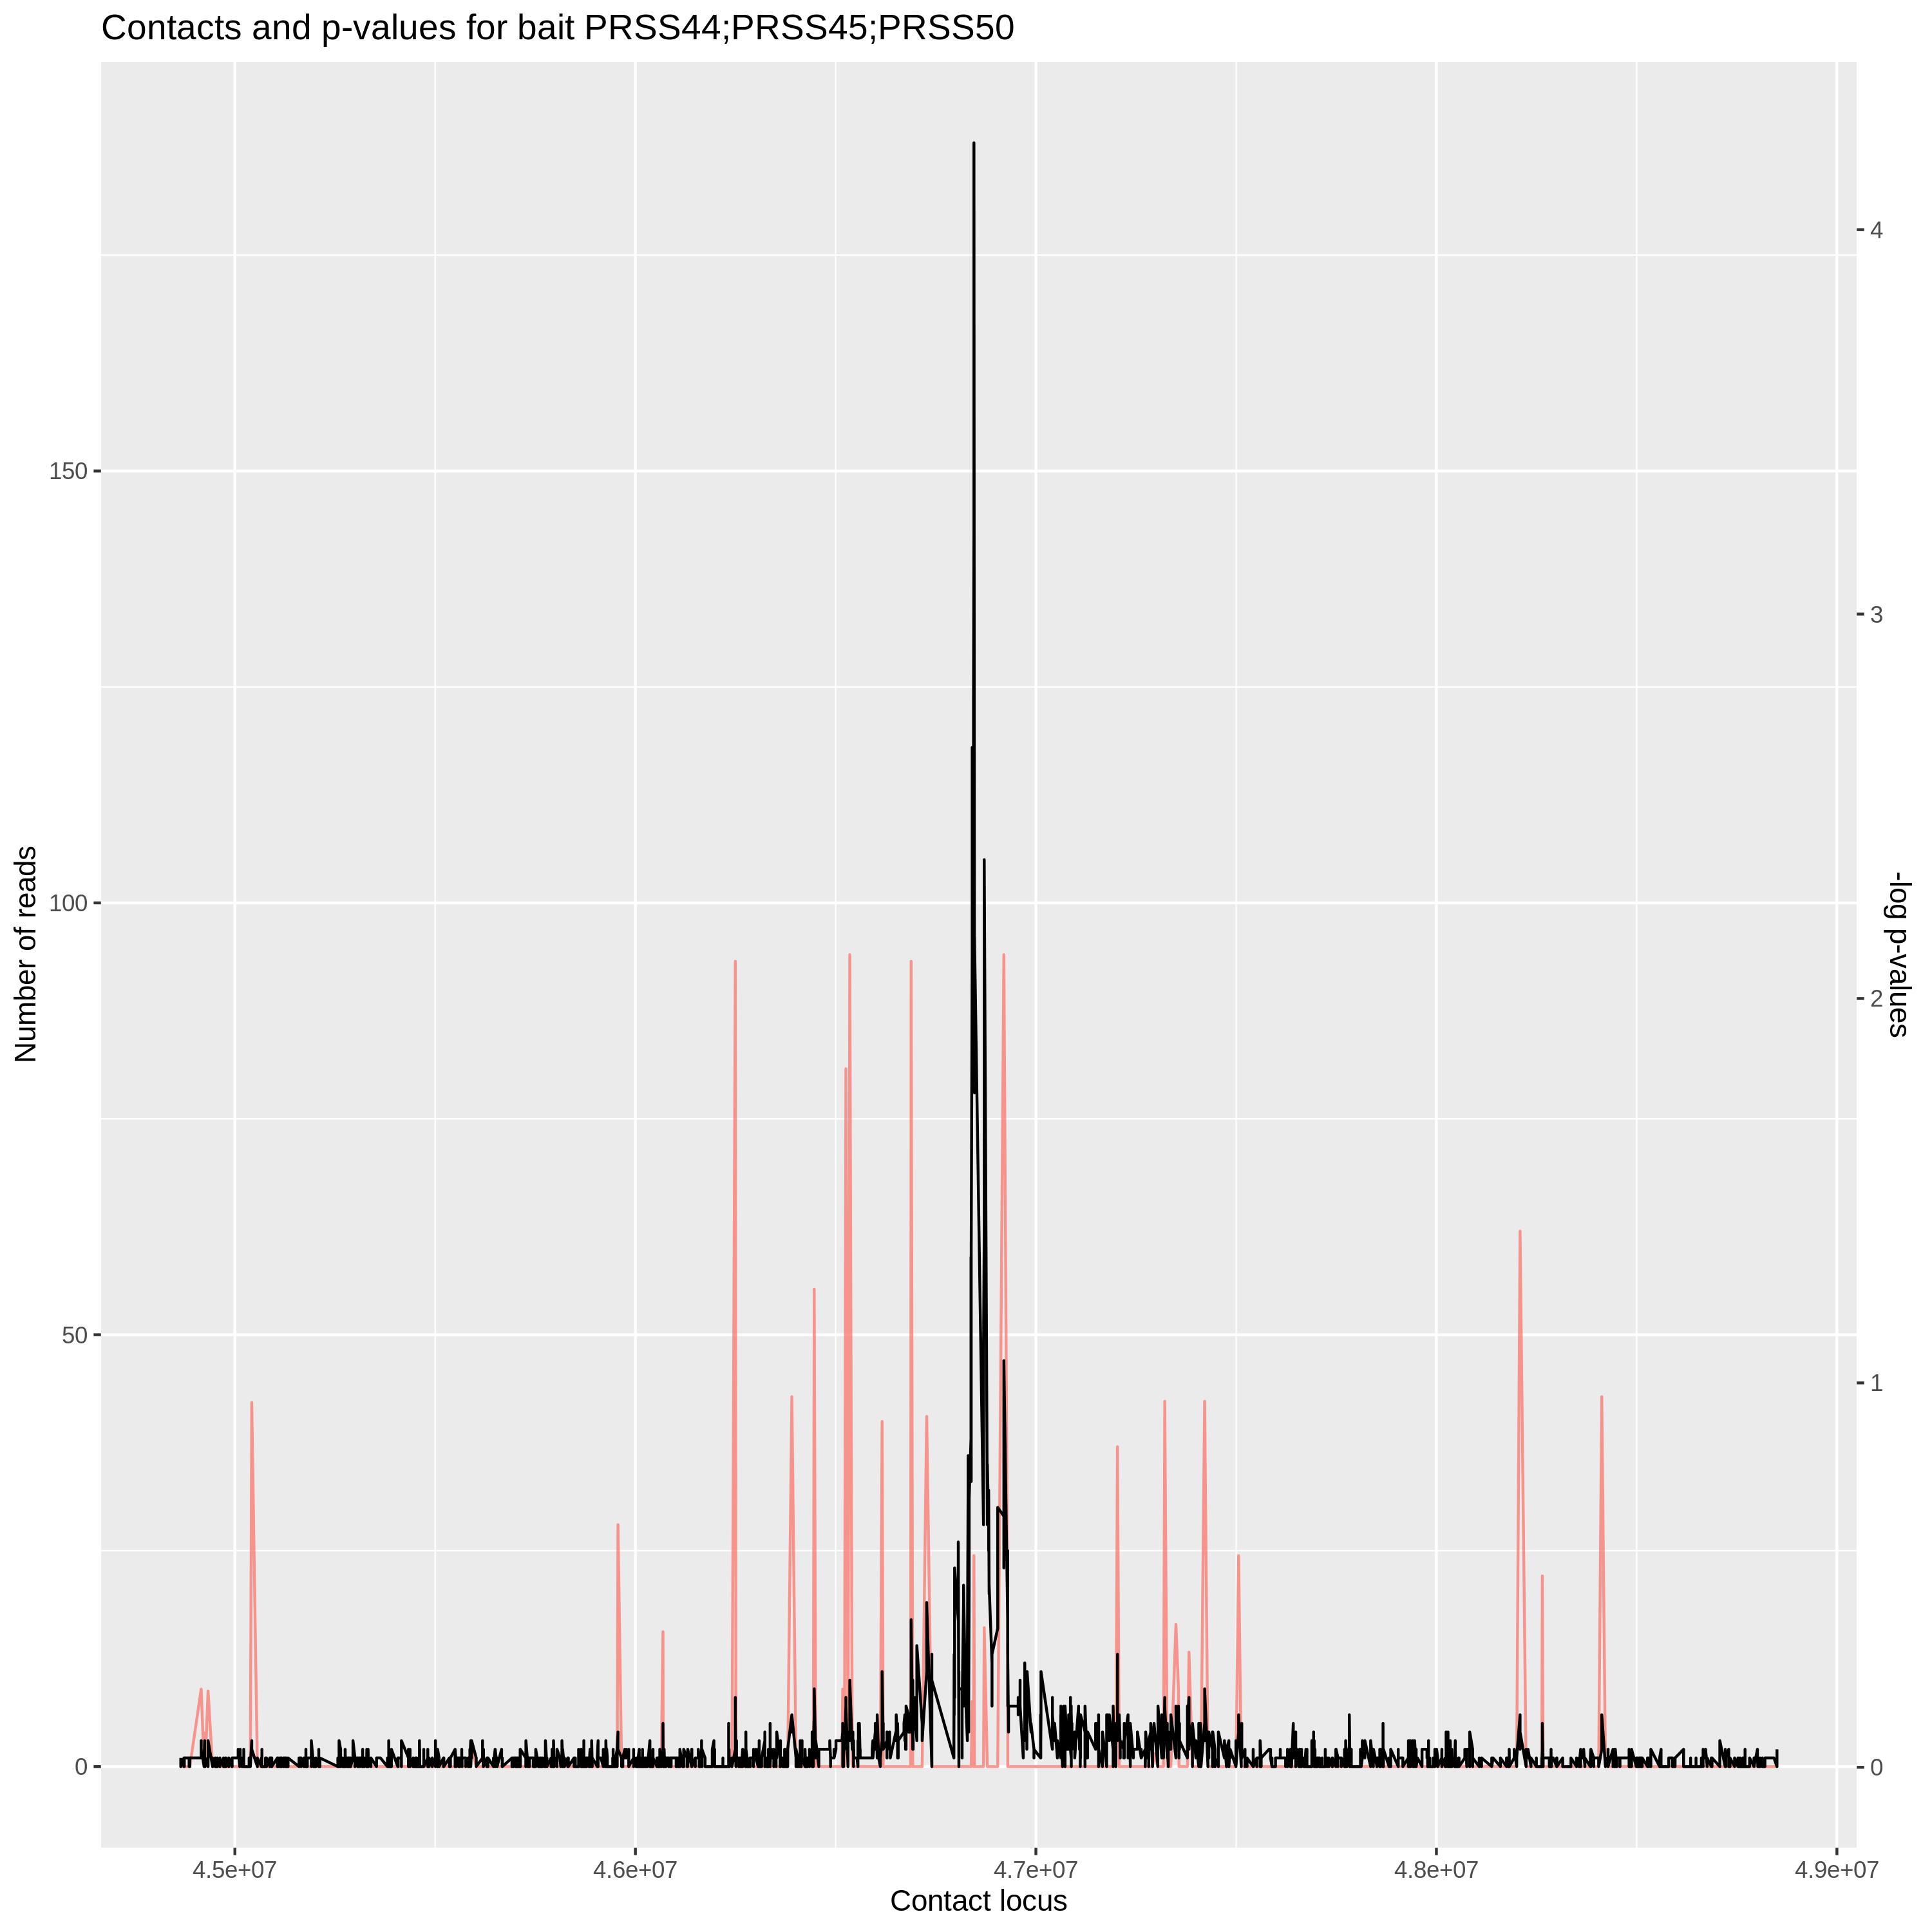 Contacts and p-values for bait PRSS44;PRSS45;PRSS50
Number of reads
150
100
50
0
4
3
2
1
0
-log p-values
4.5e+07 4.6e+07 4.7e+07 4.8e+07 4.9e+07
Contact locus